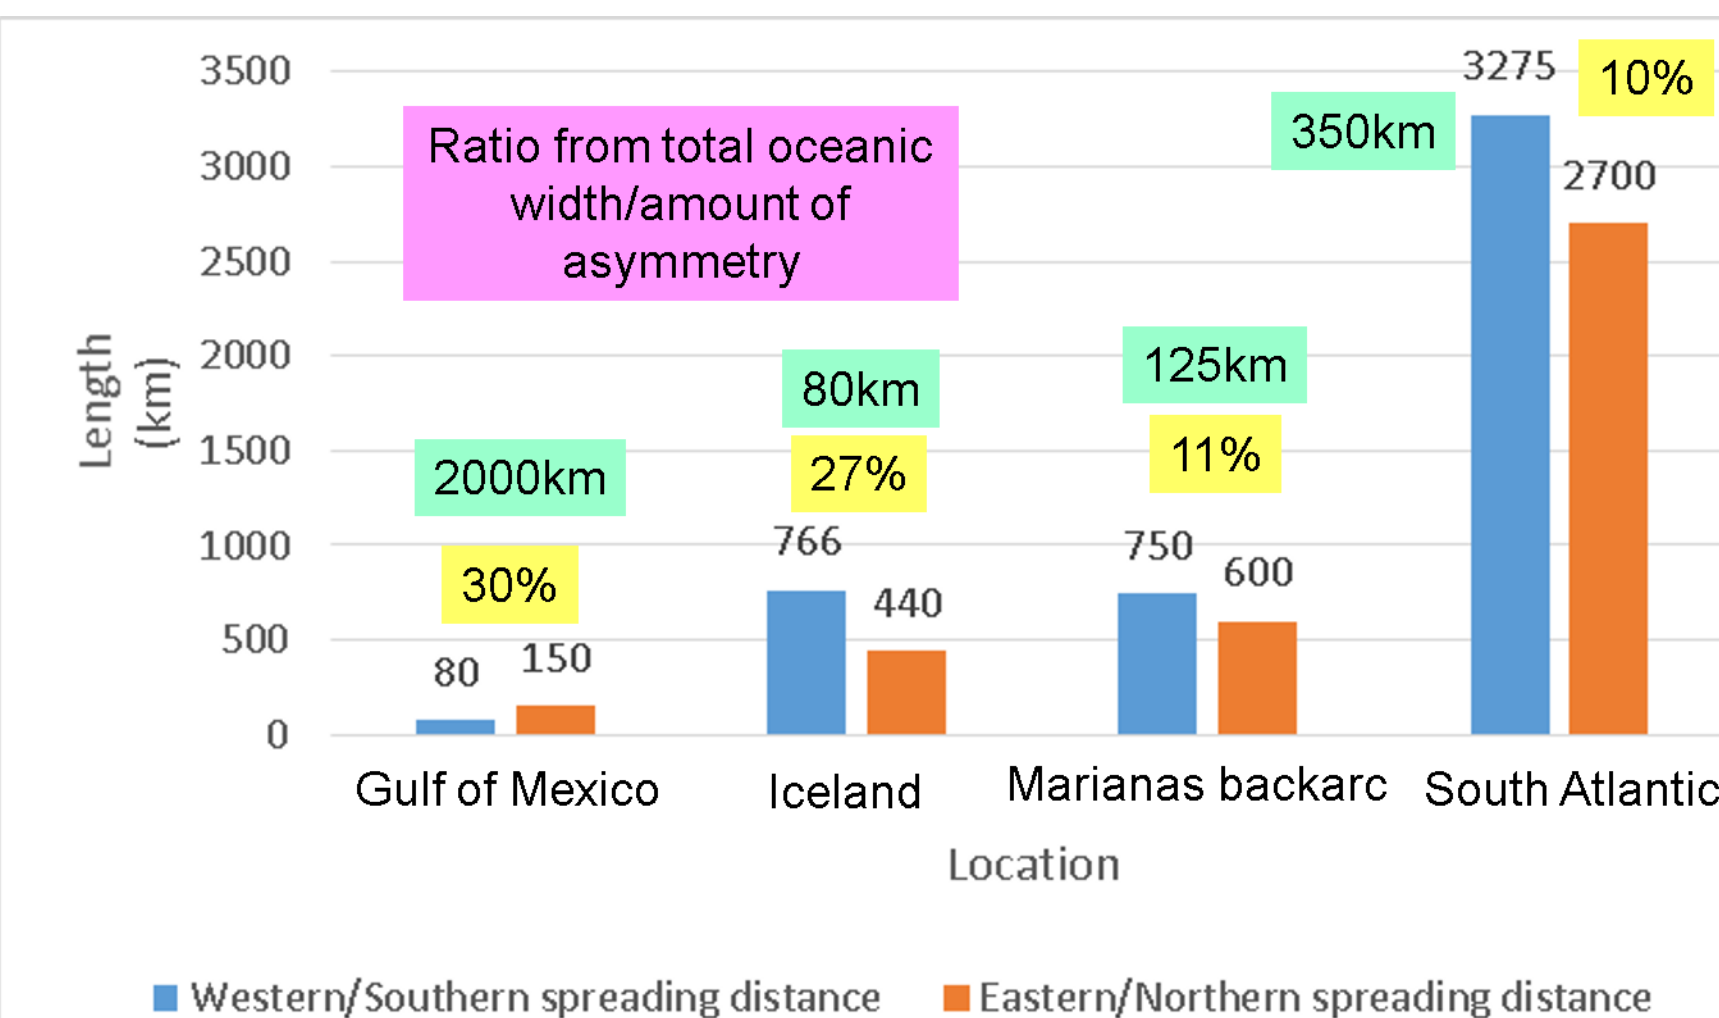 3500
3000
2500
2000
1500
1000
500
0
Length
(km)
Ratio from total oceanic
width/amount of
asymmetry
2000km
30%
80
150
80km
27%
766
440
125km
11%
750
600
350km
3275
10%
2700
Gulf of Mexico
Iceland
Marianas backarc
South Atlantic
Location
Western/Southern spreading distance
Eastern/Northern spreading distance